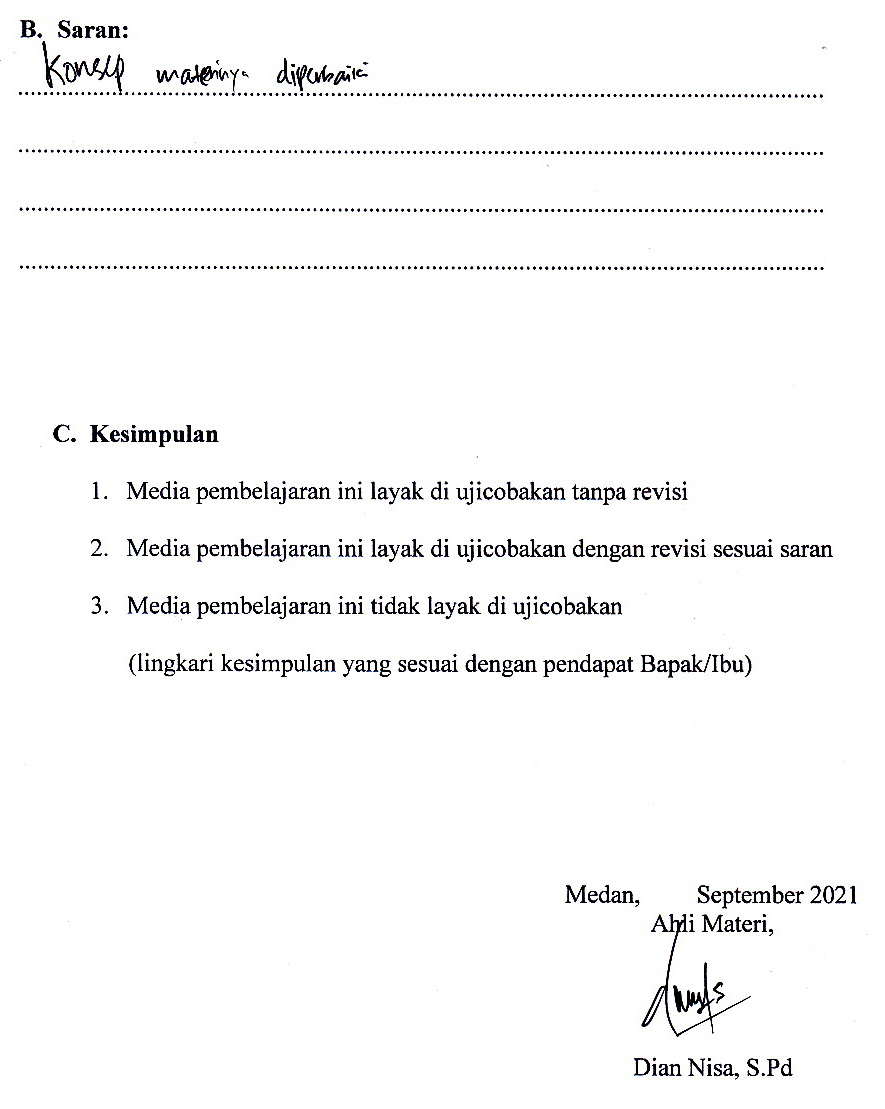 B. Saran:
Konsep materinya diperbaiki
C. Kesimpulan
1. Media pembelajaran ini layak di ujicobakan tanpa revisi
2. Media pembelajaran ini layak di ujicobakan dengan revisi sesuai saran
3. Media pembelajaran ini tidak layak di ujicobakan
(lingkari kesimpulan yang sesuai dengan pendapat Bapak/Ibu)
Medan, September 2021
Ahli Materi,
Dian Nisa, S.Pd